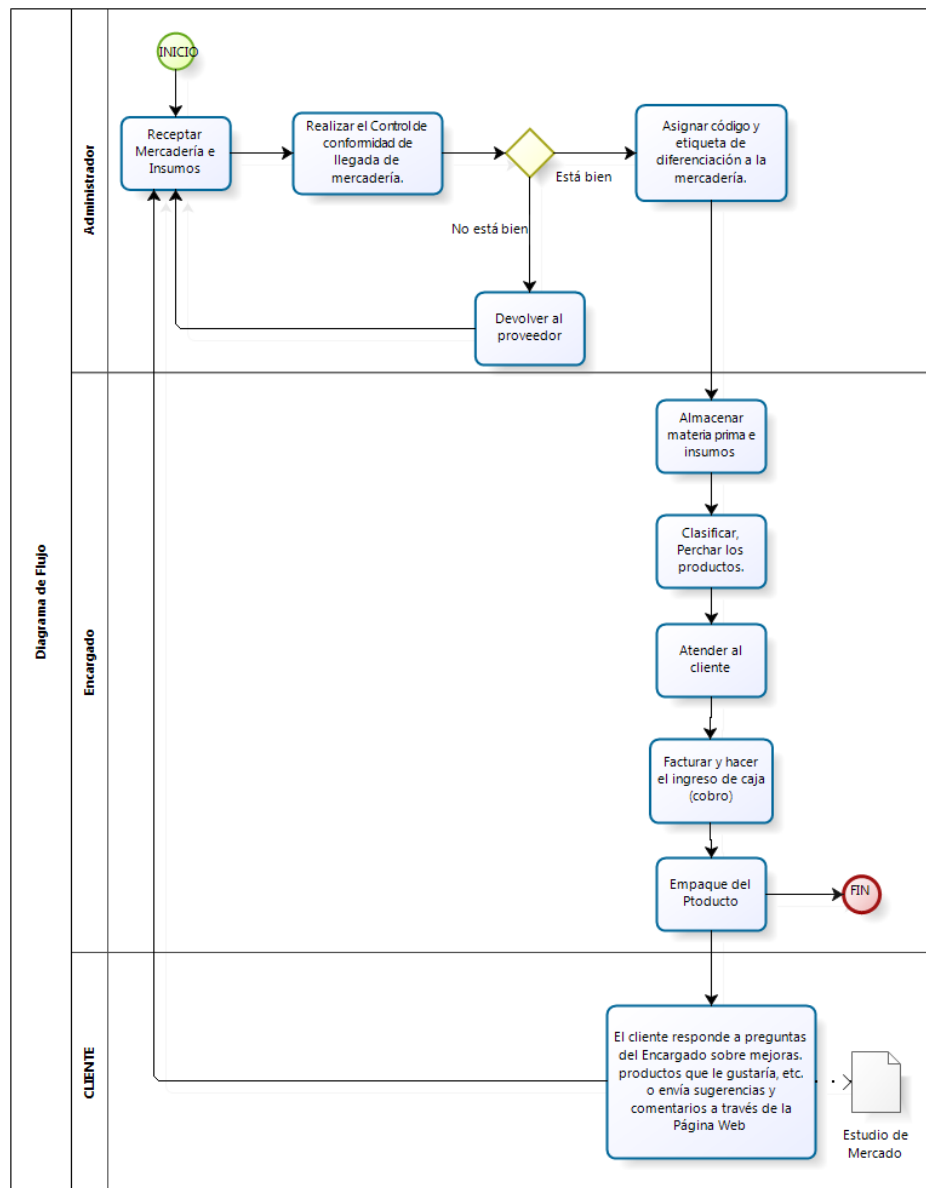 Diagrama de Flujo
Administrador
INICIO
Receptar
Mercadería e
Insumos
Realizar el Control de
conformidad de
llegada de
mercadería.
Está bien
No está bien
Asignar código y
etiqueta de
diferenciación a la
mercadería.
Devolver al
proveedor
Encargado
Almacenar
materia prima e
insumos
Clasificar,
Perchar los
productos.
Atender al
cliente
Facturar y hacer
el ingreso de caja
(cobro)
Empaque del
Ptoducto
FIN
CLIENTE
El cliente responde a preguntas
del Encargado sobre mejoras.
productos que le gustaría, etc.
o envía sugerencias y
comentarios a través de la
Página Web
Estudio de
Mercado